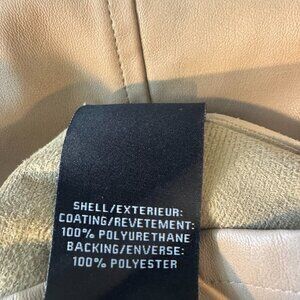 SHELL/EXTERIEUR:
COATING/REVETEMENT:
100% POLYURETHANE
BACKING/ENVERSE:
100% POLYESTER